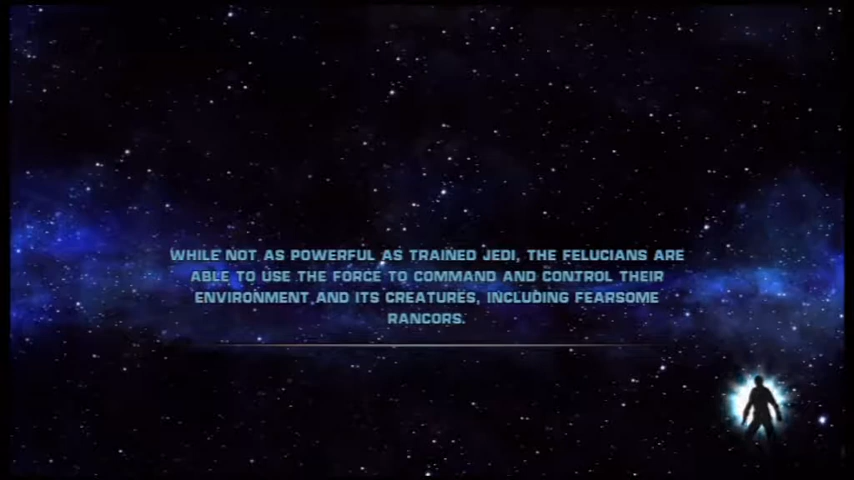 WHILE NOT AS POWERFUL AS TRAINED JEDI, THE FELUCIANS ARE
ABLE TO USE THE FORCE TO COMMAND AND CONTROL THEIR
ENVIRONMENT AND ITS CREATURES, INCLUDING FEARSOME
RANCORS.